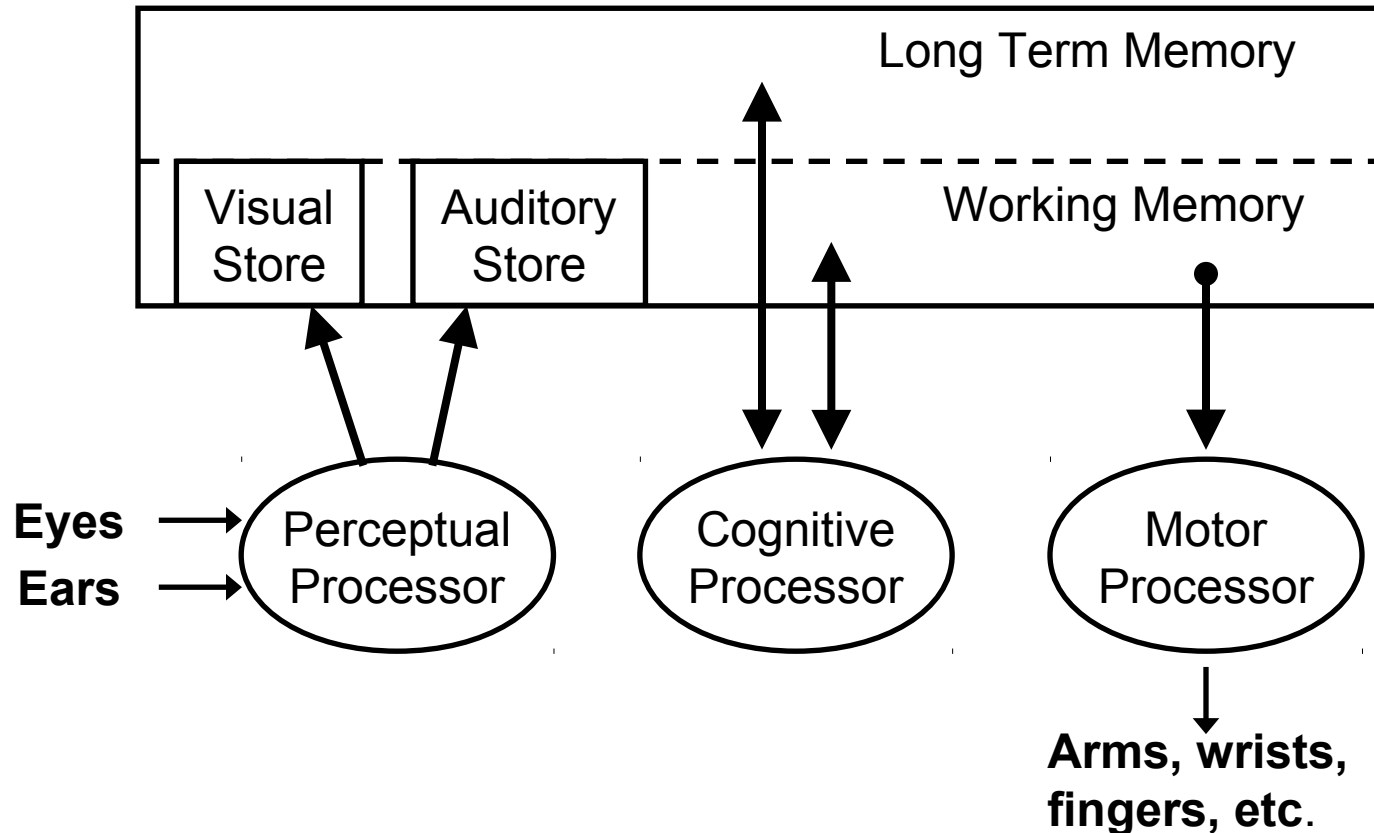 Long Term Memory
Working Memory
Visual
Store
Auditory
Store
Eyes
Ears
Perceptual
Processor
Cognitive
Processor
Motor
Processor
Arms, wrists,
fingers, etc.